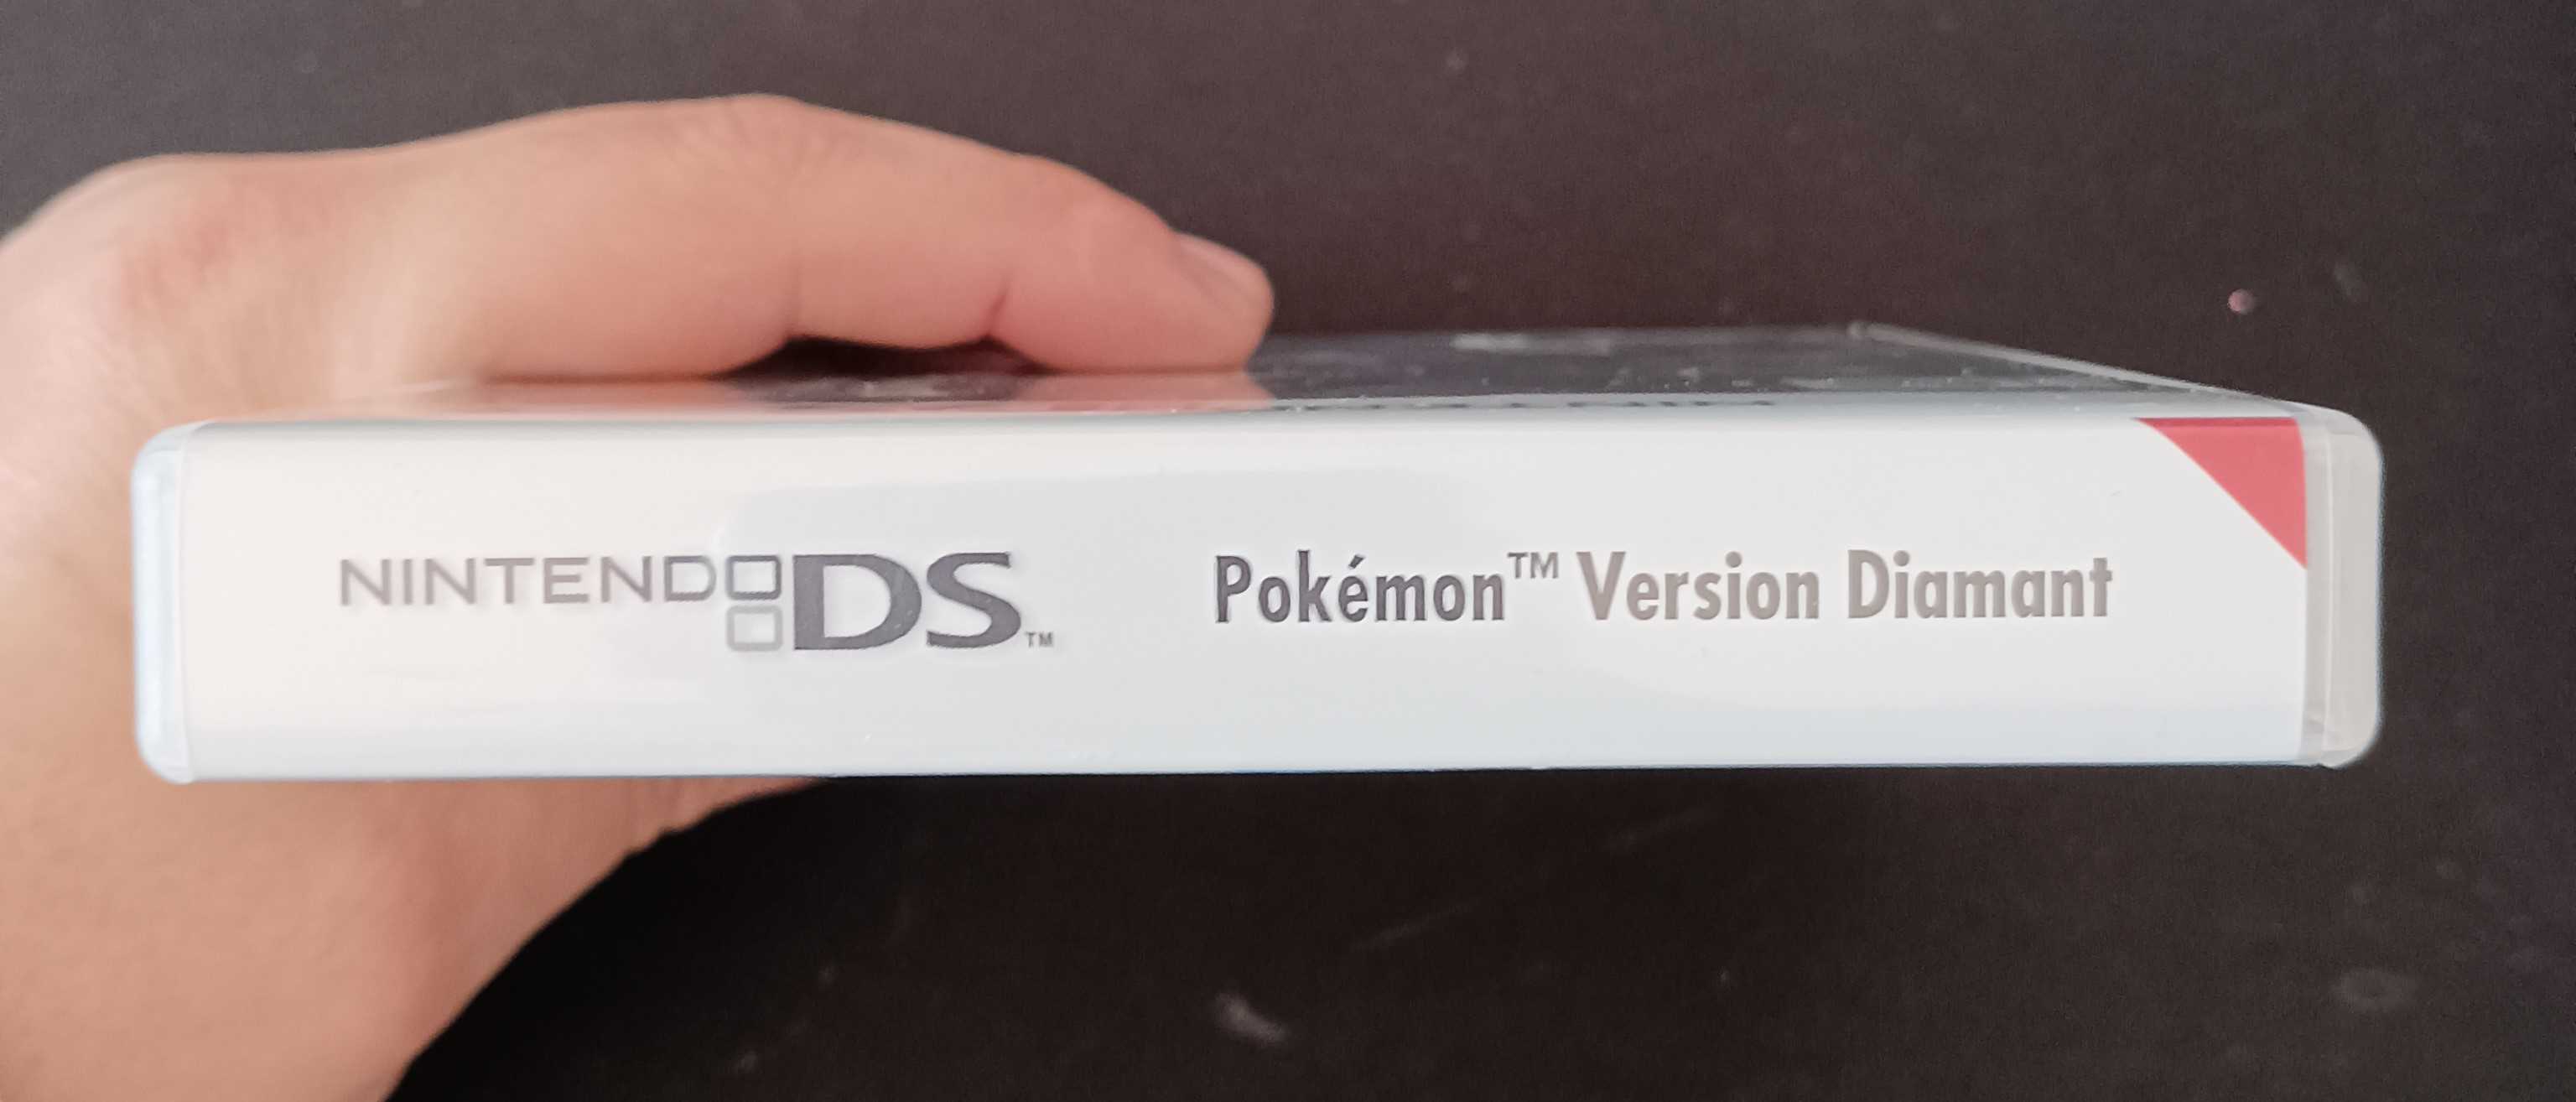 NINTENDO DS™ Pokémon™ Version Diamant